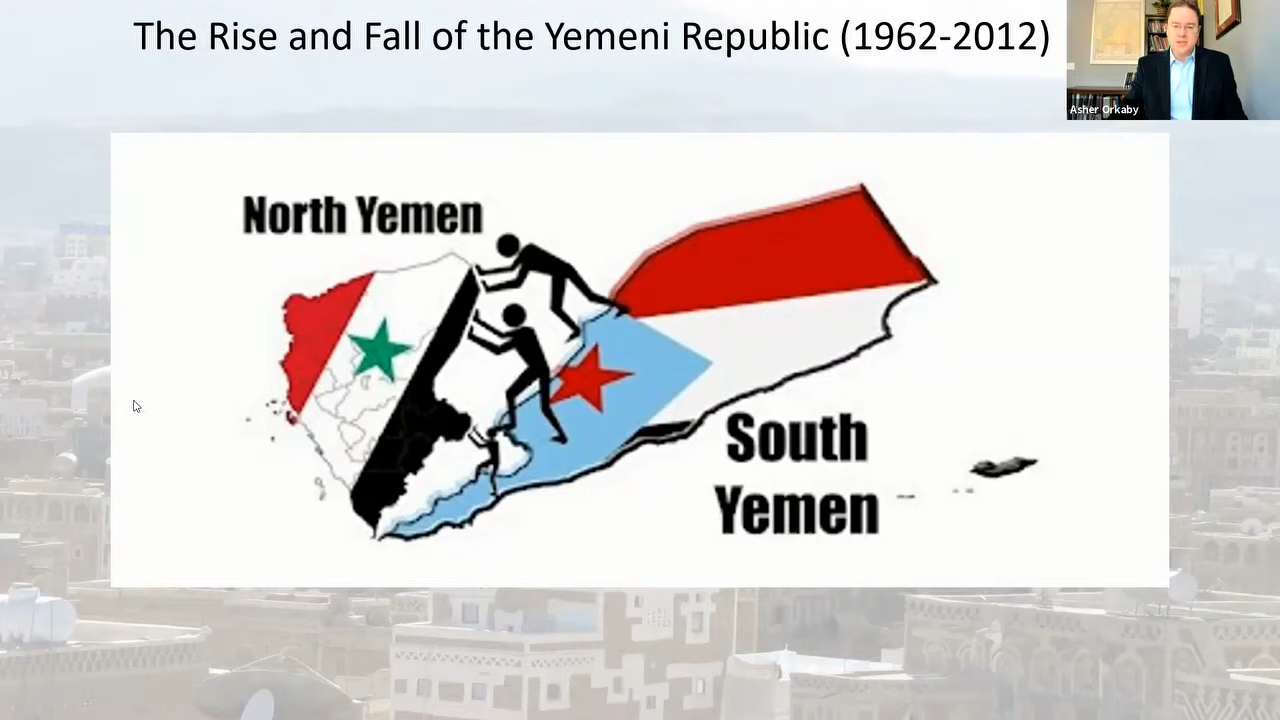 The Rise and Fall of the Yemeni Republic (1962-2012)
Asher Orkaby
North Yemen
South
Yemen